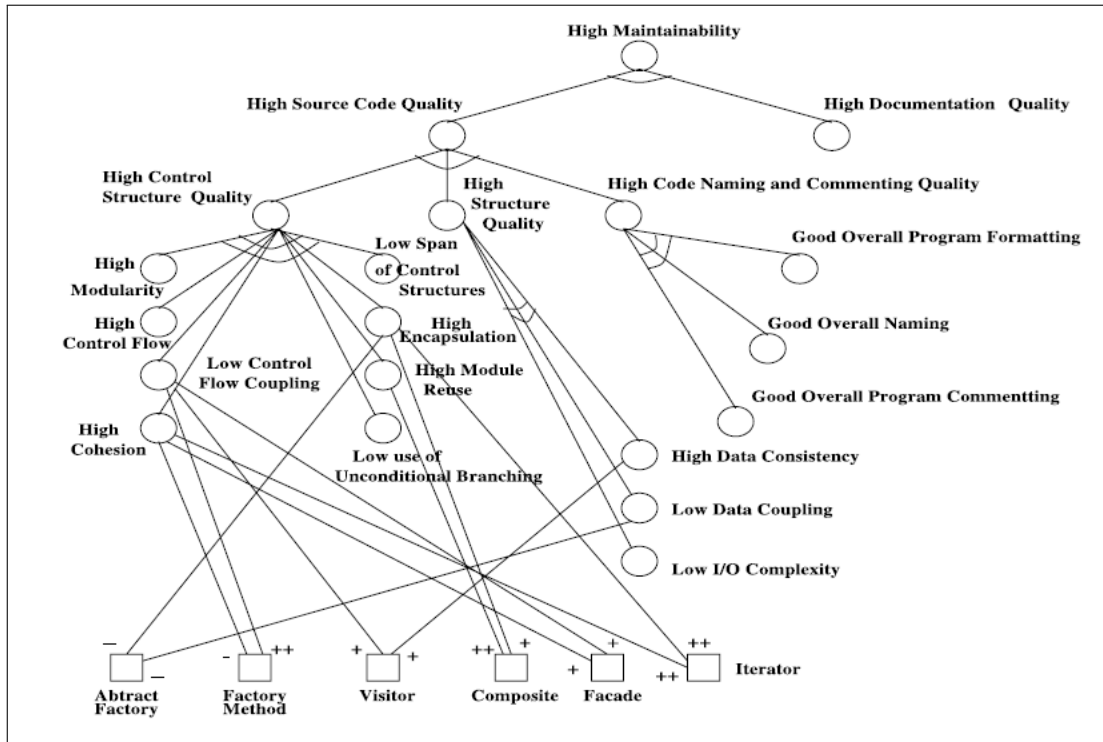 High Maintainability
High Source Code Quality
High Documentation Quality
High Control
Structure Quality
High
Structure
Quality
High Code Naming and Commenting Quality
High
Modularity
Low Span
of Control
Structures
Good Overall Program Formatting
High
Control Flow
High
Encapsulation
Good Overall Naming
Low Control
Flow Coupling
High Module
Reuse
Good Overall Program Commentting
High
Cohesion
Low use of
Unconditional Branching
High Data Consistency
Low Data Coupling
Low I/O Complexity
– – - ++ + + ++ + + + ++ ++
Abtract
Factory
Factory
Method
Visitor
Composite
Facade
Iterator